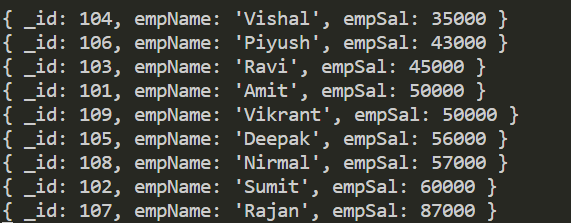 { _id: 104, empName: 'Vishal', empSal: 35000 }
{ _id: 106, empName: 'Piyush', empSal: 43000 }
{ _id: 103, empName: 'Ravi', empSal: 45000 }
{ _id: 101, empName: 'Amit', empSal: 50000 }
{ _id: 109, empName: 'Vikrant', empSal: 50000 }
{ _id: 105, empName: 'Deepak', empSal: 56000 }
{ _id: 108, empName: 'Nirmal', empSal: 57000 }
{ _id: 102, empName: 'Sumit', empSal: 60000 }
{ _id: 107, empName: 'Rajan', empSal: 87000 }